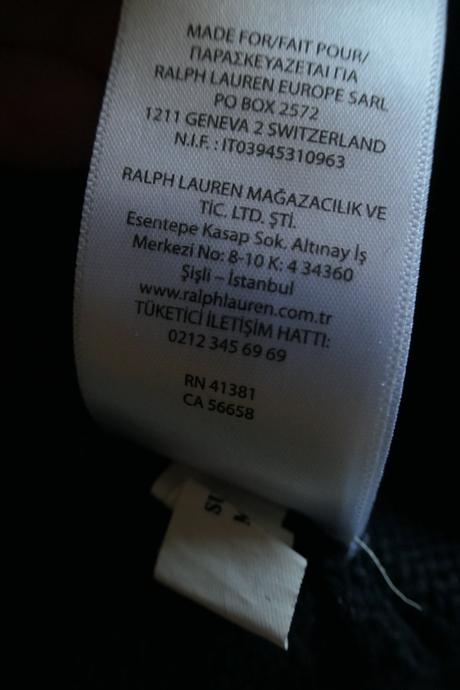 MADE FOR/FAIT POUR/
ΠΑΡΑΣΚΕΥΑΖΕΤΑΙ ΓΙΑ
RALPH LAUREN EUROPE SARL
PO BOX 2572
1211 GENEVA 2 SWITZERLAND
N.I.F. : IT03945310963
RALPH LAUREN MAĞAZACILIK VE
TİC. LTD. ŞTİ.
Esentepe Kasap Sok. Altınay İş
Merkezi No: 8-10 K: 4 34360
Şişli – İstanbul
www.ralphlauren.com.tr
TÜKETİCİ İLETİŞİM HATTI:
0212 345 69 69
RN 41381
CA 56658